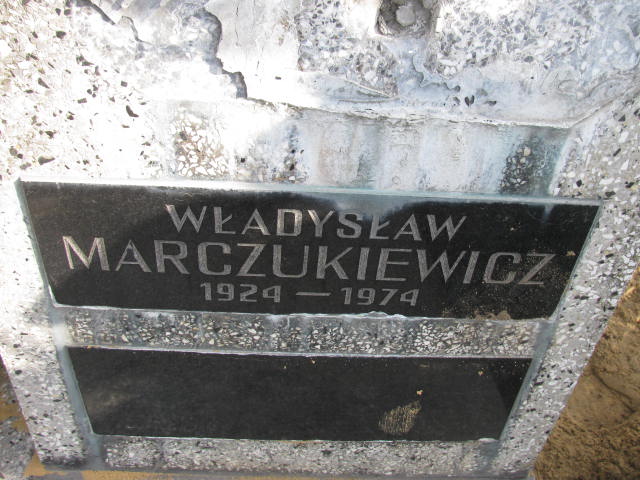 WŁADYSŁAW
MARCZUKIEWICZ
1924 — 1974